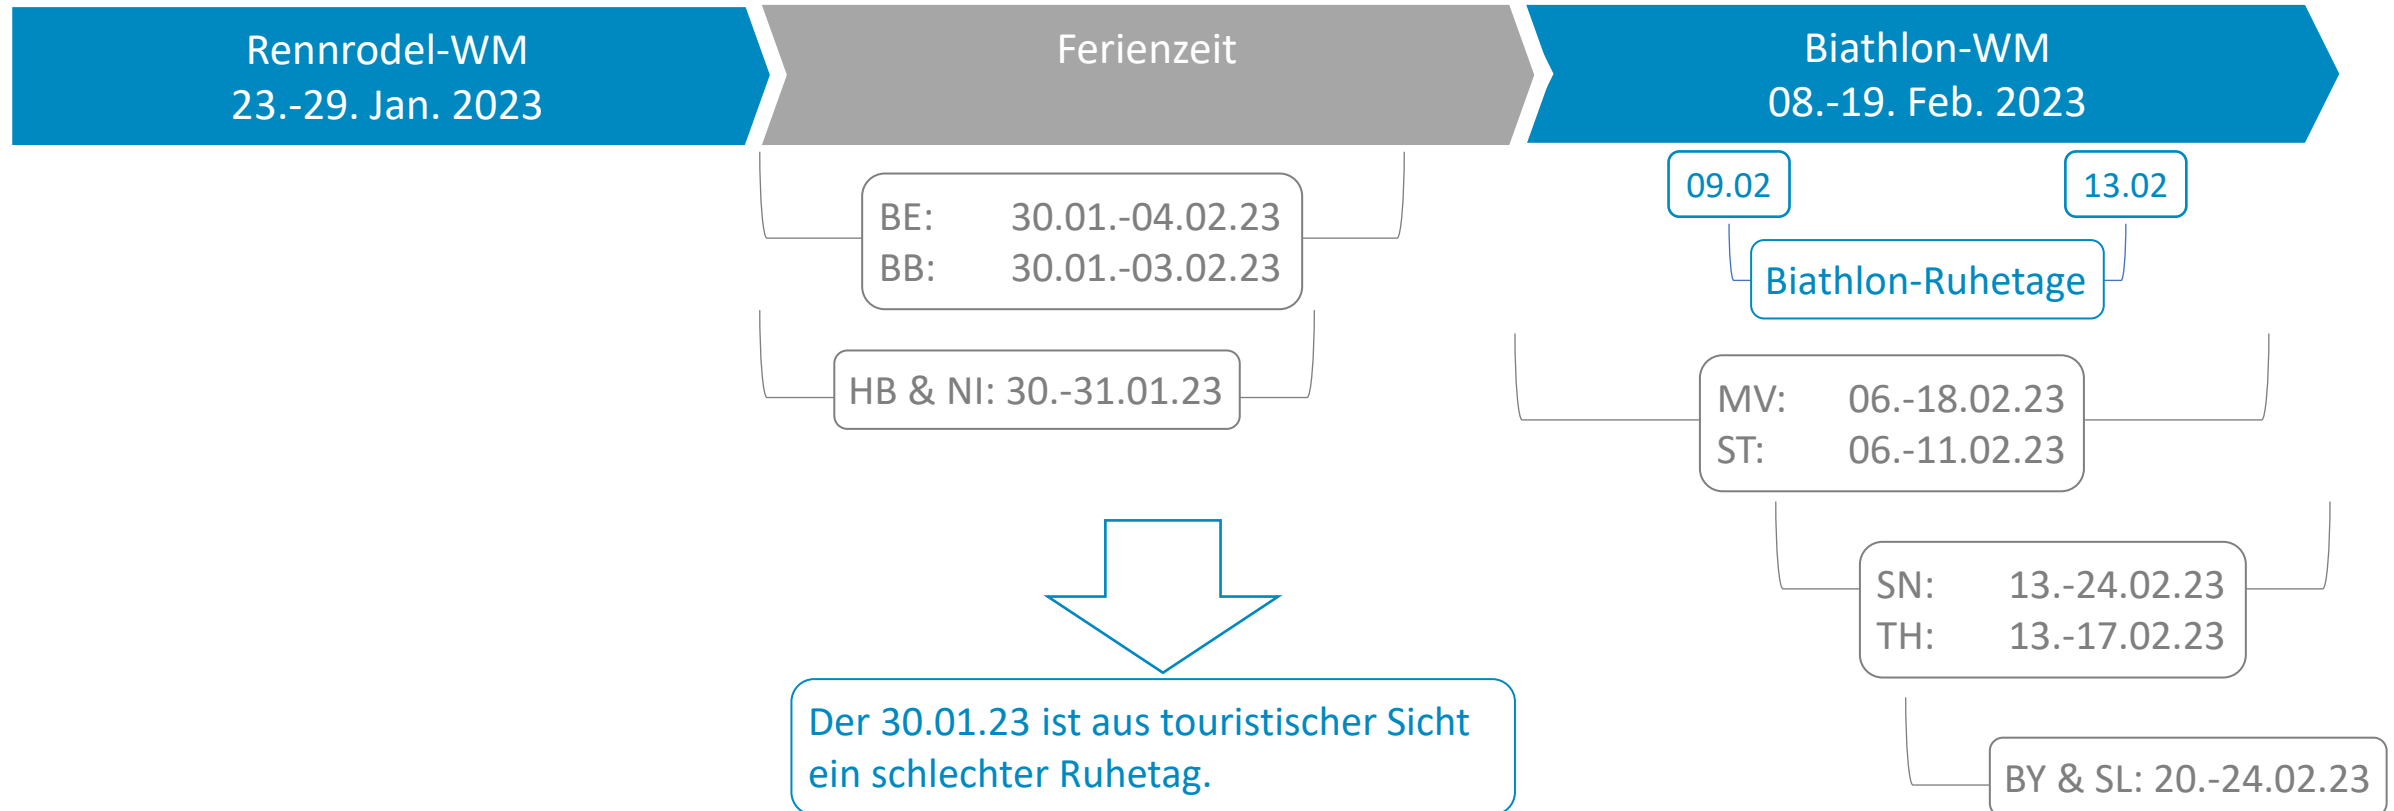 Rennrodel-WM
23.-29. Jan. 2023
Ferienzeit
Biathlon-WM
08.-19. Feb. 2023
09.02
13.02
Biathlon-Ruhetage
BE: 30.01.-04.02.23
BB: 30.01.-03.02.23
HB & NI: 30.-31.01.23
MV: 06.-18.02.23
ST: 06.-11.02.23
SN: 13.-24.02.23
TH: 13.-17.02.23
Der 30.01.23 ist aus touristischer Sicht
ein schlechter Ruhetag.
BY & SL: 20.-24.02.23